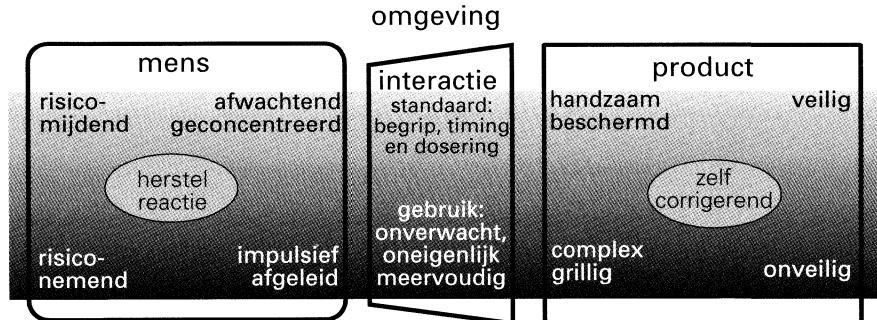 omgeving
mens
risico-
mijdend
afwachtend
geconcentreerd
herstel
reactie
risico-
nemend
impulsief
afgeleid
interactie
standaard:
begrip, timing
en dosering
gebruik:
onverwacht,
oneigenlijk
meervoudig
product
handzaam
beschermd
veilig
zelf
corrigerend
complex
grillig
onveilig